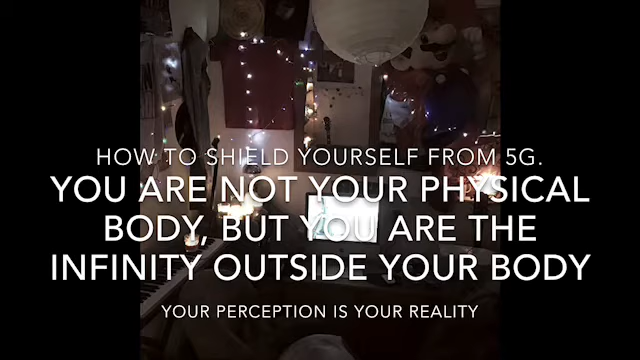 HOW TO SHIELD YOURSELF FROM 5G.
YOU ARE NOT YOUR PHYSICAL
BODY, BUT YOU ARE THE
INFINITY OUTSIDE YOUR BODY
YOUR PERCEPTION IS YOUR REALITY